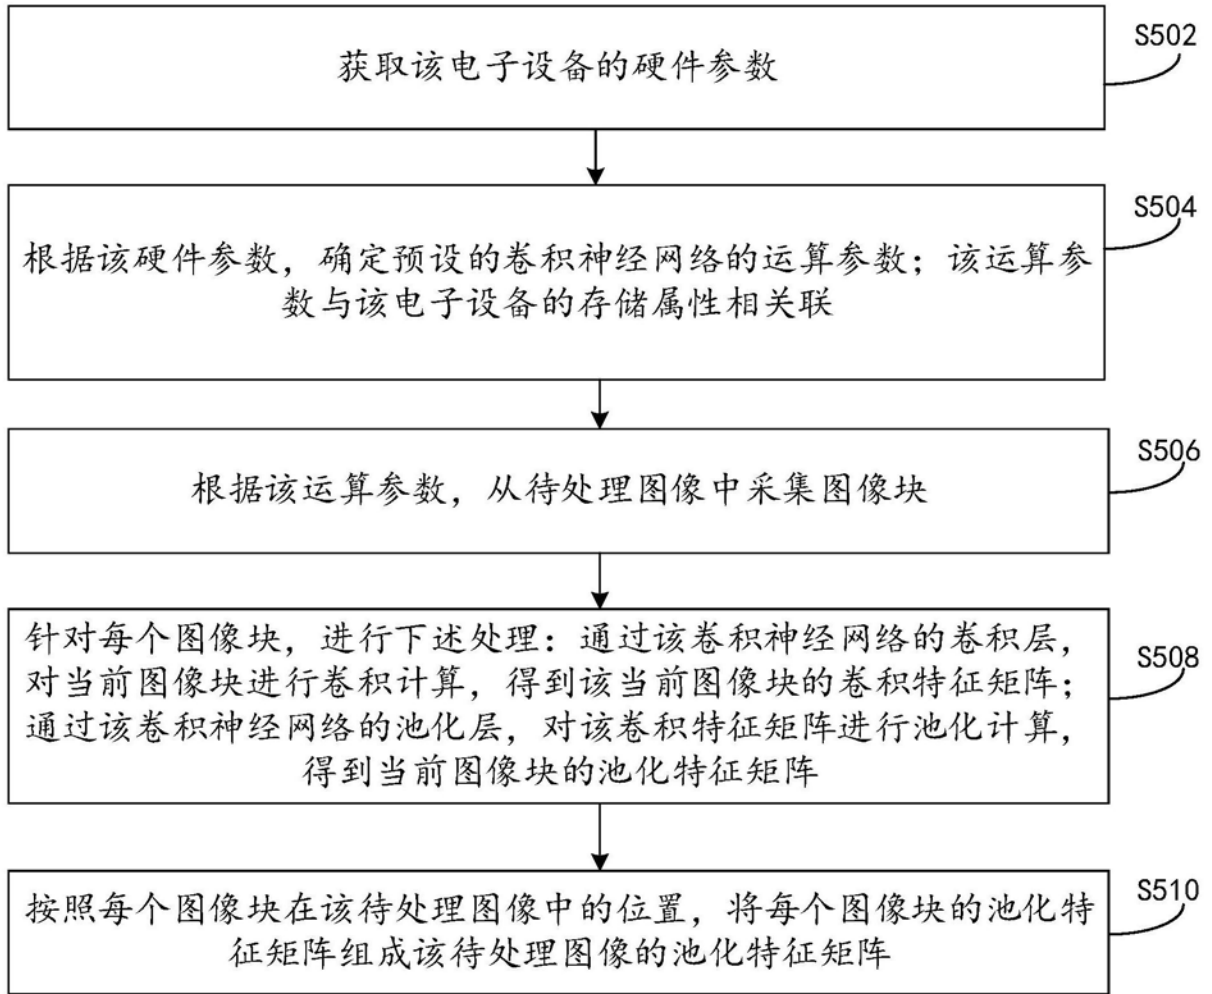 获取该电子设备的硬件参数
S502
根据该硬件参数，确定预设的卷积神经网络的运算参数；该运算参
数与该电子设备的存储属性相关联
S504
根据该运算参数，从待处理图像中采集图像块
S506
针对每个图像块，进行下述处理：通过该卷积神经网络的卷积层，
对当前图像块进行卷积计算，得到该当前图像块的卷积特征矩阵；
通过该卷积神经网络的池化层，对该卷积特征矩阵进行池化计算，
得到当前图像块的池化特征矩阵
S508
按照每个图像块在该待处理图像中的位置，将每个图像块的池化特
征矩阵组成该待处理图像的池化特征矩阵
S510